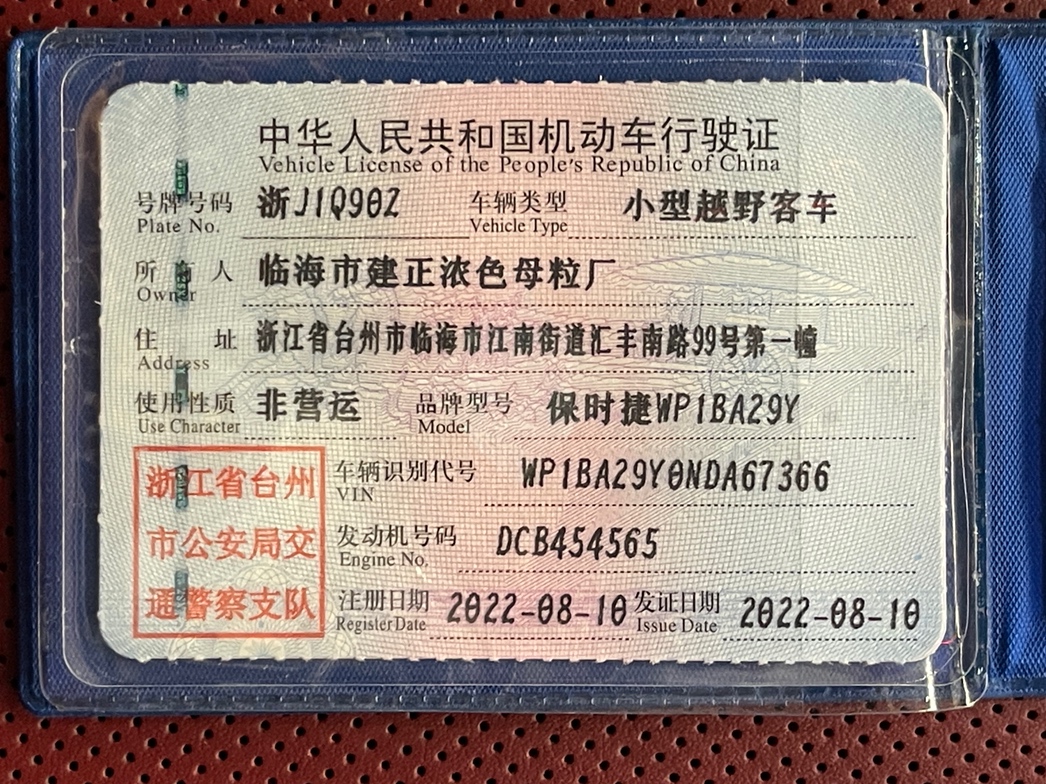 中华人民共和国机动车行驶证
Vehicle License of the People's Republic of China
号牌号码 浙J1Q90Z 车辆类型 小型越野客车
Plate No. Vehicle Type
所有人 临海市建正浓色母粒厂
Owner
住址 浙江省台州市临海市江南街道汇丰南路99号第一幢
Address
使用性质 非营运 品牌型号 保时捷WP1BA29Y
Use Character Model
浙江省台州
市公安局交
通警察支队
车辆识别代号 WP1BA29Y0NDA67366
VIN
发动机号码 DCB454565
Engine No.
注册日期 2022-08-10 发证日期 2022-08-10
Register Date Issue Date